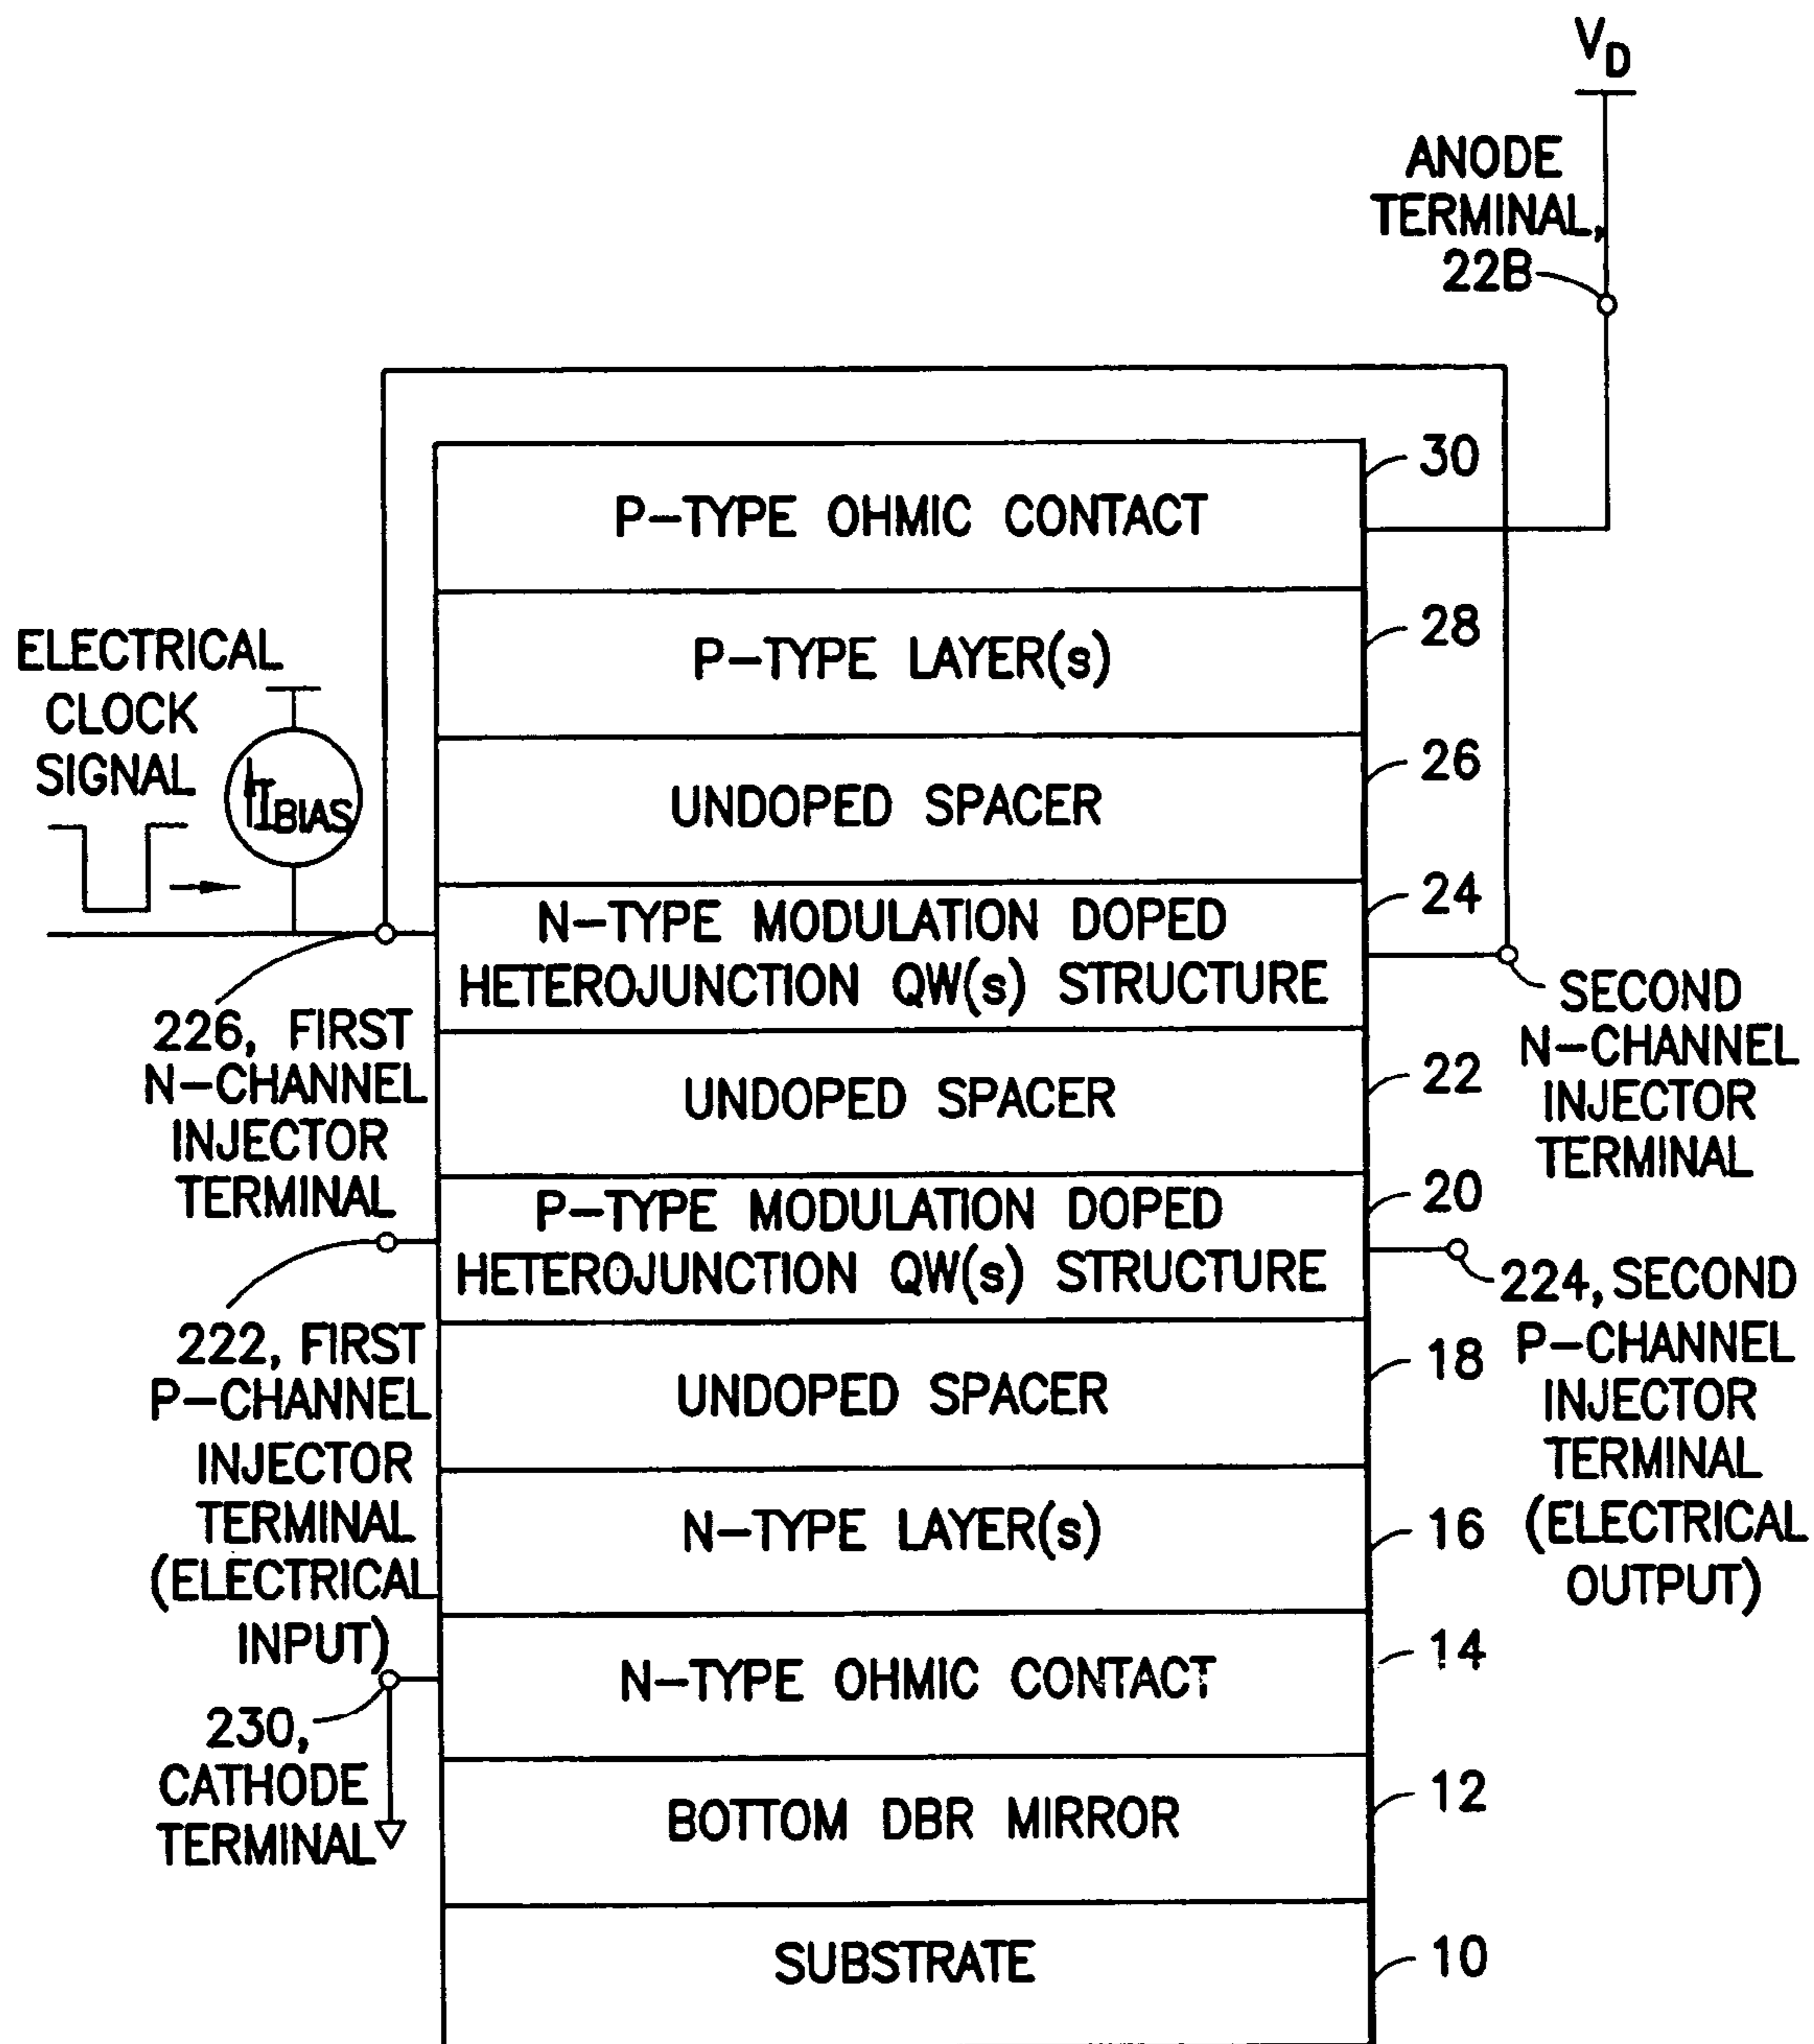 V_D
ANODE
TERMINAL,
22B
30
P-TYPE OHMIC CONTACT
28
P-TYPE LAYER(s)
ELECTRICAL
CLOCK
SIGNAL
I_BIAS
26
UNDOPED SPACER
24
N-TYPE MODULATION DOPED
HETEROJUNCTION QW(s) STRUCTURE
226, FIRST
N-CHANNEL
INJECTOR
TERMINAL
SECOND
N-CHANNEL
INJECTOR
TERMINAL
22
UNDOPED SPACER
20
P-TYPE MODULATION DOPED
HETEROJUNCTION QW(s) STRUCTURE
222, FIRST
P-CHANNEL
INJECTOR
TERMINAL
(ELECTRICAL
INPUT)
224, SECOND
P-CHANNEL
INJECTOR
TERMINAL
(ELECTRICAL
OUTPUT)
18
UNDOPED SPACER
16
N-TYPE LAYER(s)
14
N-TYPE OHMIC CONTACT
230,
CATHODE
TERMINAL
12
BOTTOM DBR MIRROR
10
SUBSTRATE